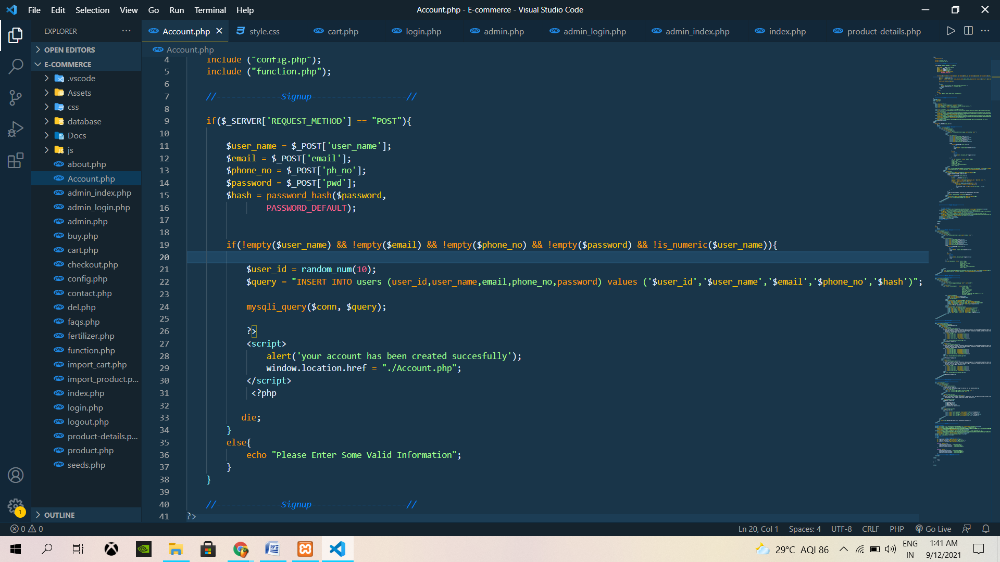 File Edit Selection View Go Run Terminal Help
Account.php - E-commerce - Visual Studio Code
EXPLORER
Account.php style.css cart.php login.php admin.php admin_login.php admin_index.php index.php product-details.php
OPEN EDITORS
E-COMMERCE
.vscode
Assets
css
database
Docs
js
about.php
Account.php
admin_index.php
admin_login.php
admin.php
buy.php
cart.php
checkout.php
config.php
contact.php
del.php
faqs.php
fertilizer.php
function.php
import_cart.php
import_product.p...
index.php
login.php
logout.php
product-details.p...
product.php
seeds.php
OUTLINE
Account.php
4 include ("config.php");
5 include ("function.php");
6
7 //-------------Signup-------------------//
8
9 if($_SERVER['REQUEST_METHOD'] == "POST"){
10
11 $user_name = $_POST['user_name'];
12 $email = $_POST['email'];
13 $phone_no = $_POST['ph_no'];
14 $password = $_POST['pwd'];
15 $hash = password_hash($password,
16 PASSWORD_DEFAULT);
17
18
19 if(!empty($user_name) && !empty($email) && !empty($phone_no) && !empty($password) && !is_numeric($user_name)){
20
21 $user_id = random_num(10);
22 $query = "INSERT INTO users (user_id,user_name,email,phone_no,password) values ('$user_id','$user_name','$email','$phone_no','$hash')";
23
24 mysqli_query($conn, $query);
25
26 ?>
27 <script>
28 alert('your account has been created succesfully');
29 window.location.href = "./Account.php";
30 </script>
31 <?php
32
33 die;
34 }
35 else{
36 echo "Please Enter Some Valid Information";
37 }
38 }
39
40 //-------------Signup-------------------//
41 ?>
1
0 0
Ln 20, Col 1 Spaces: 4 UTF-8 CRLF PHP Go Live
29°C AQI 86
ENG
IN
1:41 AM
9/12/2021